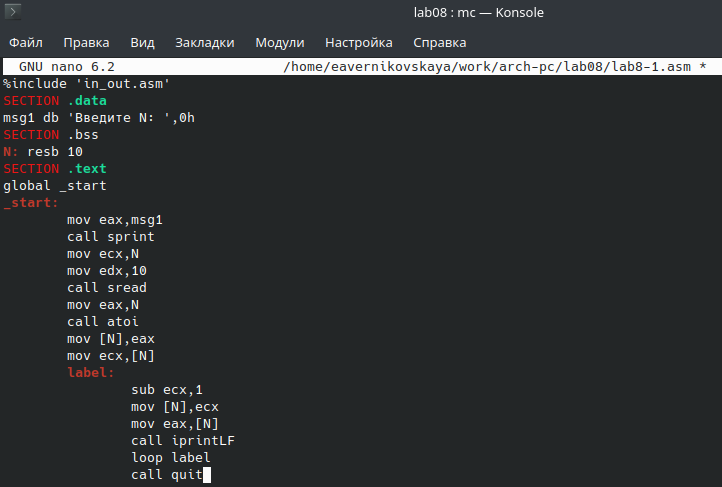 lab08 : mc — Konsole
Файл Правка Вид Закладки Модули Настройка Справка
GNU nano 6.2 /home/eavernikovskaya/work/arch-pc/lab08/lab8-1.asm *
%include 'in_out.asm'
SECTION .data
msg1 db 'Введите N: ',0h
SECTION .bss
N: resb 10
SECTION .text
global _start
_start:
mov eax,msg1
call sprint
mov ecx,N
mov edx,10
call sread
mov eax,N
call atoi
mov [N],eax
mov ecx,[N]
label:
sub ecx,1
mov [N],ecx
mov eax,[N]
call iprintLF
loop label
call quit